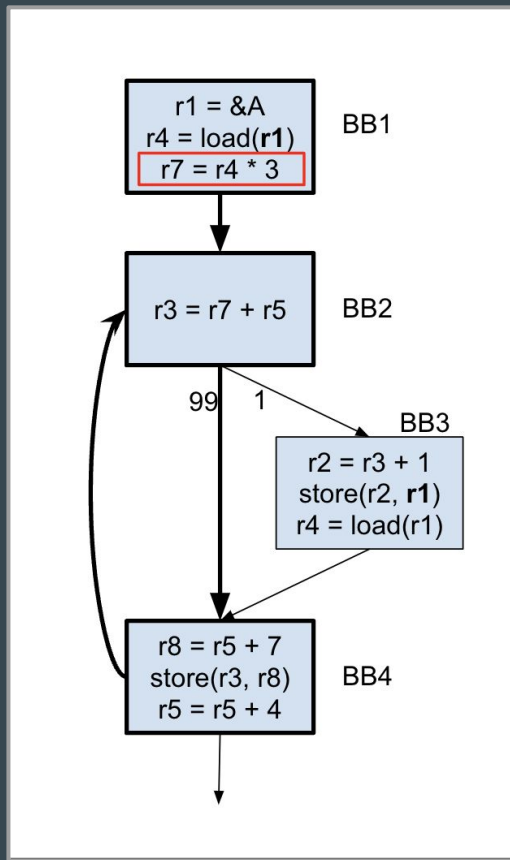 r1 = &A
r4 = load(r1)
r7 = r4 * 3
BB1
r3 = r7 + r5
BB2
99
1
BB3
r2 = r3 + 1
store(r2, r1)
r4 = load(r1)
r8 = r5 + 7
store(r3, r8)
r5 = r5 + 4
BB4